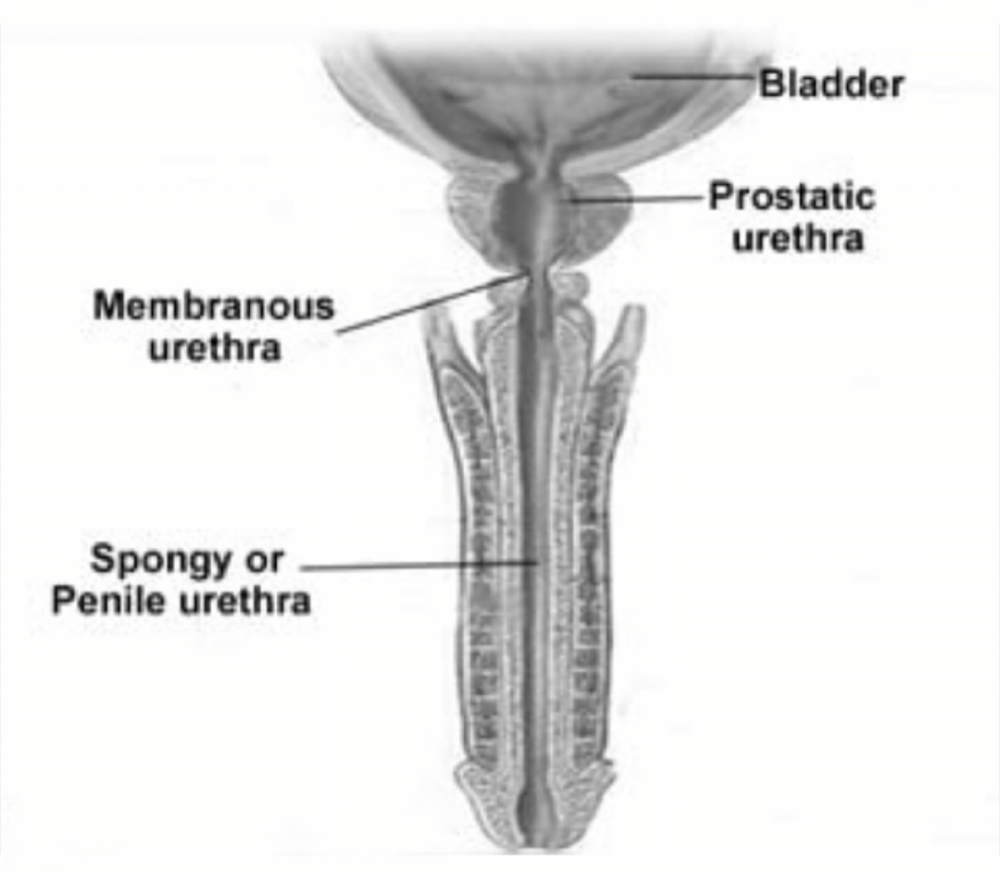 Bladder
Prostatic
urethra
Membranous
urethra
Spongy or
Penile urethra